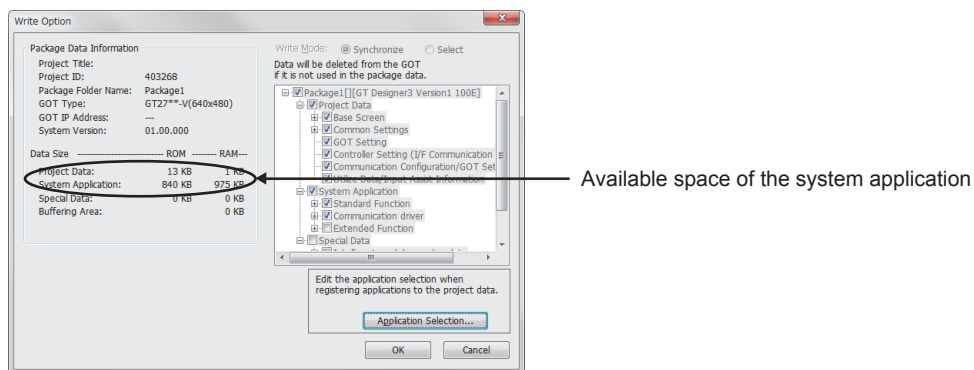 Write Option
Package Data Information
Project Title:
Project ID: 403268
Package Folder Name: Package1
GOT Type: GT27**-V(640x480)
GOT IP Address: ---
System Version: 01.00.000
Data Size ---------------------- ROM -------- RAM---
Project Data: 13 KB 1 KB
System Application: 840 KB 975 KB
Special Data: 0 KB 0 KB
Buffering Area: 0 KB
Write Mode: Synchronize Select
Data will be deleted from the GOT
if it is not used in the package data.
Package1[][GT Designer3 Version1 100E]
Project Data
Base Screen
Common Settings
GOT Setting
Controller Setting (I/F Communication
Communication Configuration/GOT Set
Utilize Data/Input Assist Information
System Application
Standard Function
Communication driver
Extended Function
Special Data
Edit the application selection when
registering applications to the project data.
Application Selection...
OK Cancel
Available space of the system application